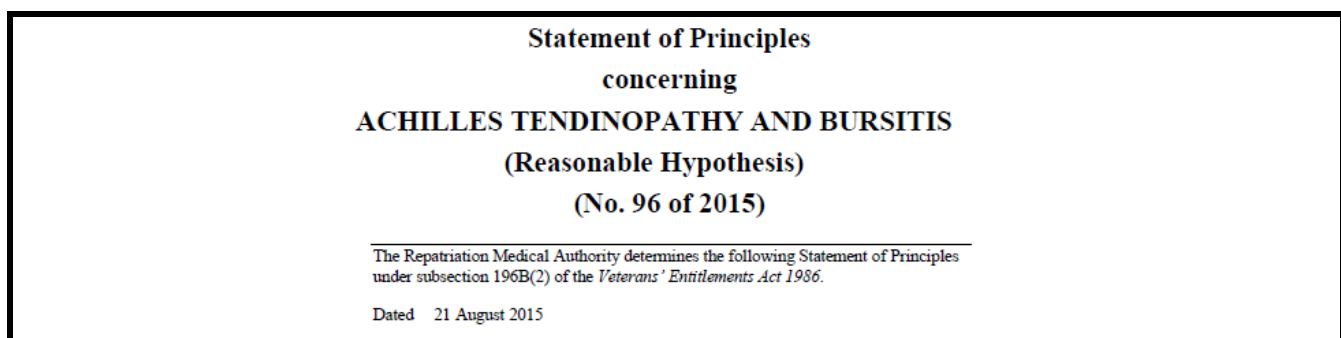 Statement of Principles
concerning
ACHILLES TENDINOPATHY AND BURSITIS
(Reasonable Hypothesis)
(No. 96 of 2015)
The Repatriation Medical Authority determines the following Statement of Principles
under subsection 196B(2) of the Veterans' Entitlements Act 1986.
Dated 21 August 2015